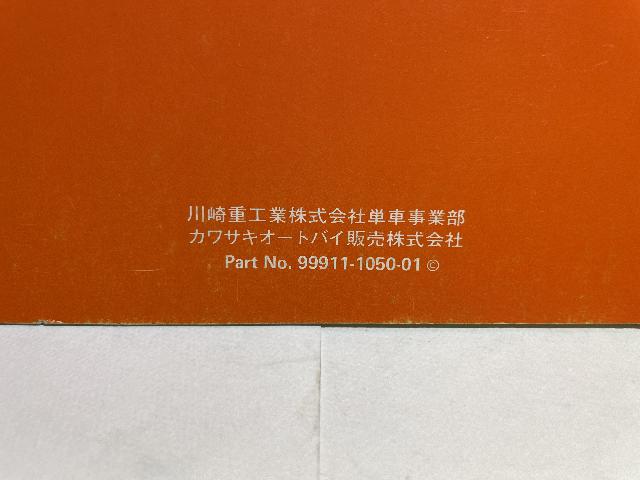 川崎重工業株式会社単車事業部
カワサキオートバイ販売株式会社
Part No. 99911-1050-01 ©